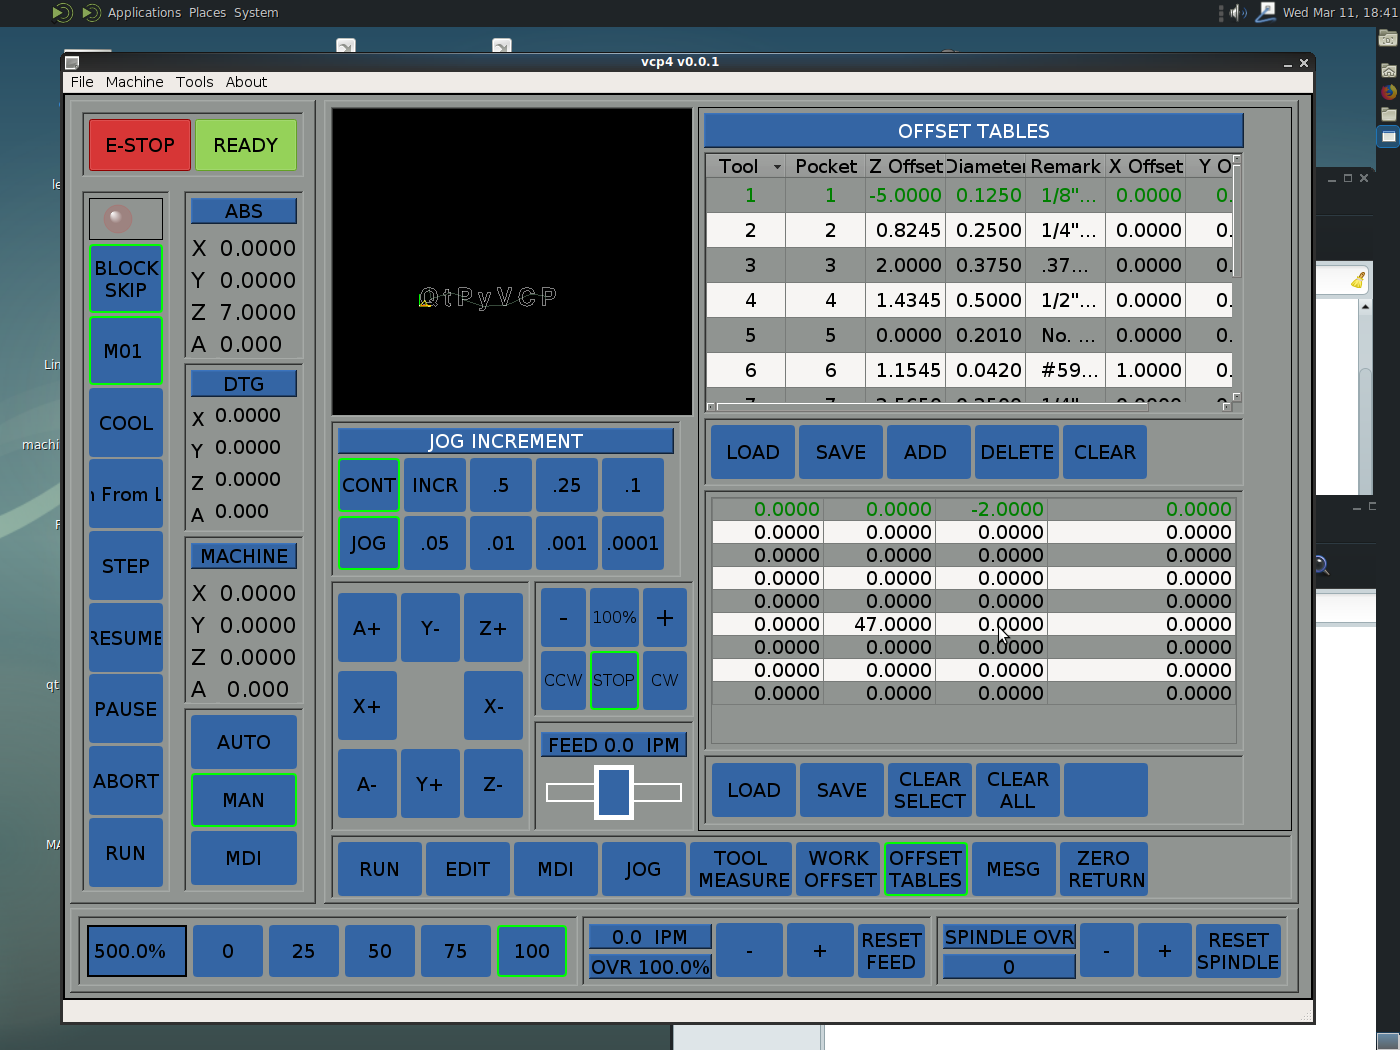 Applications Places System
Wed Mar 11, 18:41
vcp4 v0.0.1
File Machine Tools About
E-STOP READY
BLOCK SKIP
M01
COOL
STEP
RESUME
PAUSE
ABORT
RUN
ABS
X 0.0000
Y 0.0000
Z 7.0000
A 0.000
DTG
X 0.0000
Y 0.0000
Z 0.0000
A 0.000
MACHINE
X 0.0000
Y 0.0000
Z 0.0000
A 0.000
AUTO
MAN
MDI
QtPyVCP
JOG INCREMENT
CONT INCR .5 .25 .1
JOG .05 .01 .001 .0001
A+ Y- Z+
X+ X-
A- Y+ Z-
- 100% +
CCW STOP CW
FEED 0.0 IPM
OFFSET TABLES
Tool Pocket Z Offset Diameter Remark X Offset Y O
1 1 -5.0000 0.1250 1/8"... 0.0000 0.
2 2 0.8245 0.2500 1/4"... 0.0000 0.
3 3 2.0000 0.3750 .37... 0.0000 0.
4 4 1.4345 0.5000 1/2"... 0.0000 0.
5 5 0.0000 0.2010 No. ... 0.0000 0.
6 6 1.1545 0.0420 #59... 1.0000 0.
LOAD SAVE ADD DELETE CLEAR
0.0000 0.0000 -2.0000 0.0000
0.0000 0.0000 0.0000 0.0000
0.0000 0.0000 0.0000 0.0000
0.0000 0.0000 0.0000 0.0000
0.0000 0.0000 0.0000 0.0000
0.0000 47.0000 0.0000 0.0000
0.0000 0.0000 0.0000 0.0000
0.0000 0.0000 0.0000 0.0000
0.0000 0.0000 0.0000 0.0000
LOAD SAVE CLEAR SELECT CLEAR ALL
RUN EDIT MDI JOG TOOL MEASURE WORK OFFSET OFFSET TABLES MESG ZERO RETURN
500.0% 0 25 50 75 100
0.0 IPM
OVR 100.0%
- + RESET FEED
SPINDLE OVR
0
- + RESET SPINDLE